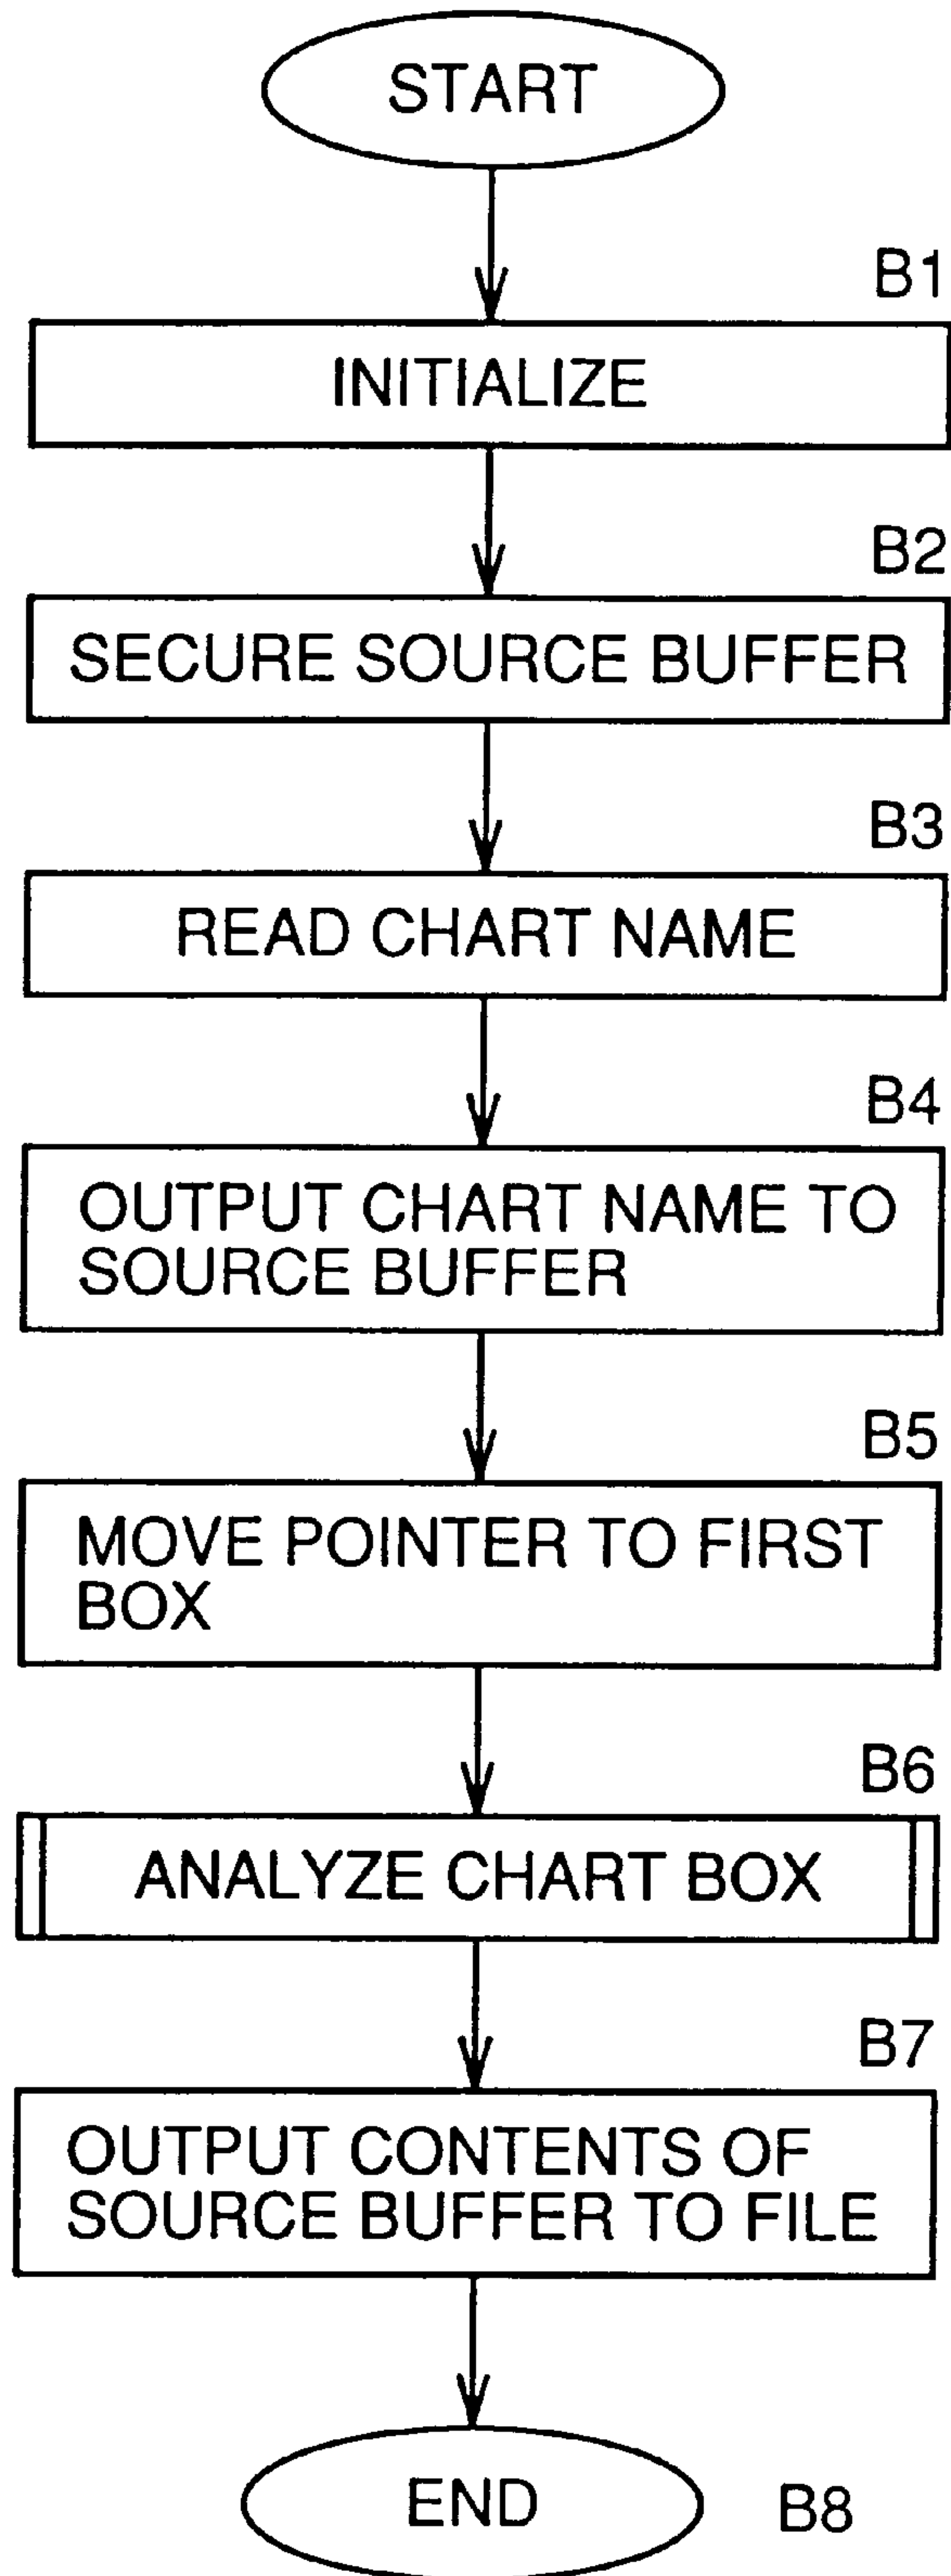 START
B1
INITIALIZE
B2
SECURE SOURCE BUFFER
B3
READ CHART NAME
B4
OUTPUT CHART NAME TO
SOURCE BUFFER
B5
MOVE POINTER TO FIRST
BOX
B6
ANALYZE CHART BOX
B7
OUTPUT CONTENTS OF
SOURCE BUFFER TO FILE
END
B8